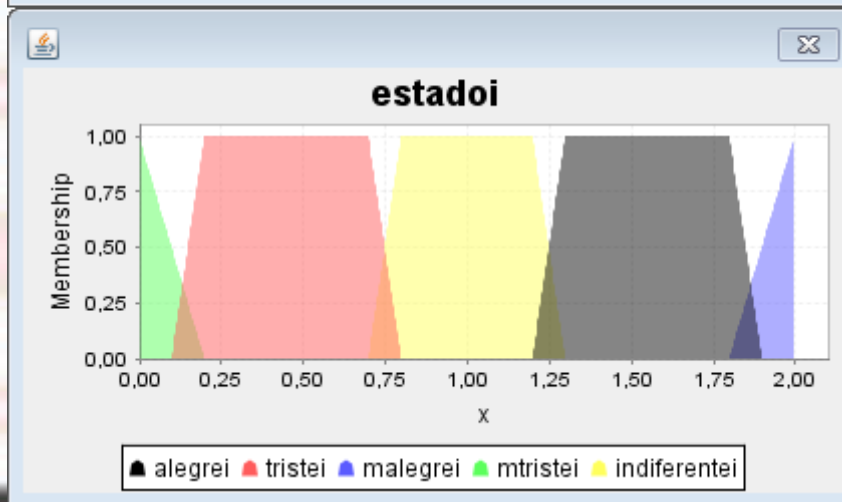 estadoi
Membership
1,00
0,75
0,50
0,25
0,00
0,00 0,25 0,50 0,75 1,00 1,25 1,50 1,75 2,00
x
alegrei tristei malegrei mtristei indiferentei